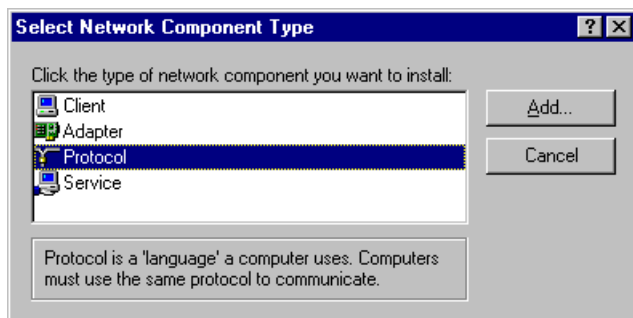 Select Network Component Type
Click the type of network component you want to install:
Client
Adapter
Protocol
Service
Add...
Cancel
Protocol is a 'language' a computer uses. Computers
must use the same protocol to communicate.